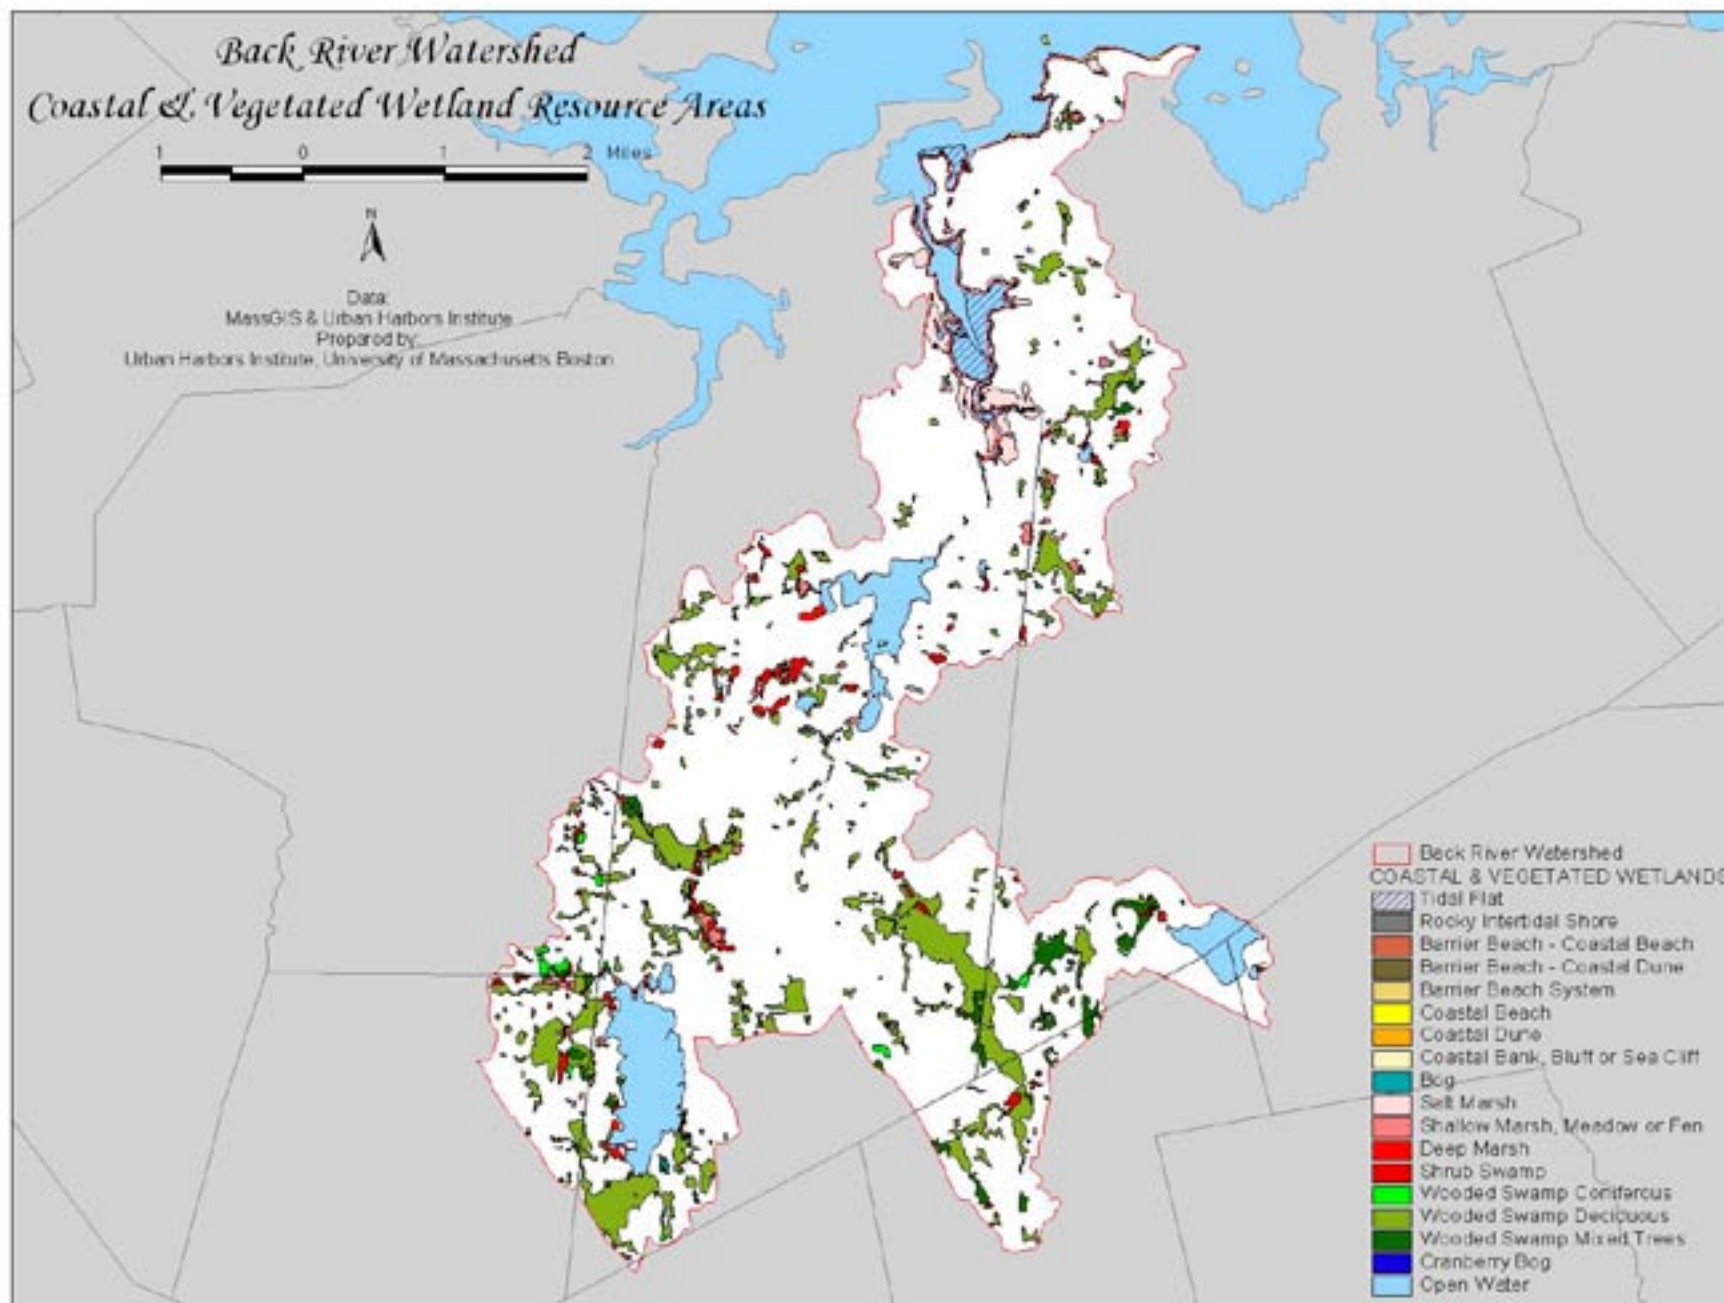 Back River Watershed
Coastal & Vegetated Wetland Resource Areas
1 0 1 2 Miles
N
Data:
MassGIS & Urban Harbors Institute
Prepared by:
Urban Harbors Institute, University of Massachusetts Boston
Back River Watershed
COASTAL & VEGETATED WETLANDS
Tidal Flat
Rocky Intertidal Shore
Barrier Beach - Coastal Beach
Barrier Beach - Coastal Dune
Barrier Beach System
Coastal Beach
Coastal Dune
Coastal Bank, Bluff or Sea Cliff
Bog
Salt Marsh
Shallow Marsh, Meadow or Fen
Deep Marsh
Shrub Swamp
Wooded Swamp Coniferous
Wooded Swamp Deciduous
Wooded Swamp Mixed Trees
Cranberry Bog
Open Water